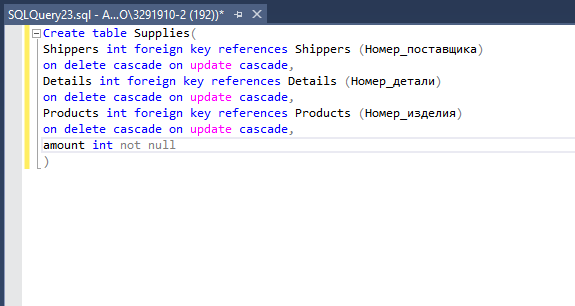 SQLQuery23.sql - A...O\3291910-2 (192))*
Create table Supplies(
Shippers int foreign key references Shippers (Номер_поставщика)
on delete cascade on update cascade,
Details int foreign key references Details (Номер_детали)
on delete cascade on update cascade,
Products int foreign key references Products (Номер_изделия)
on delete cascade on update cascade,
amount int not null
)